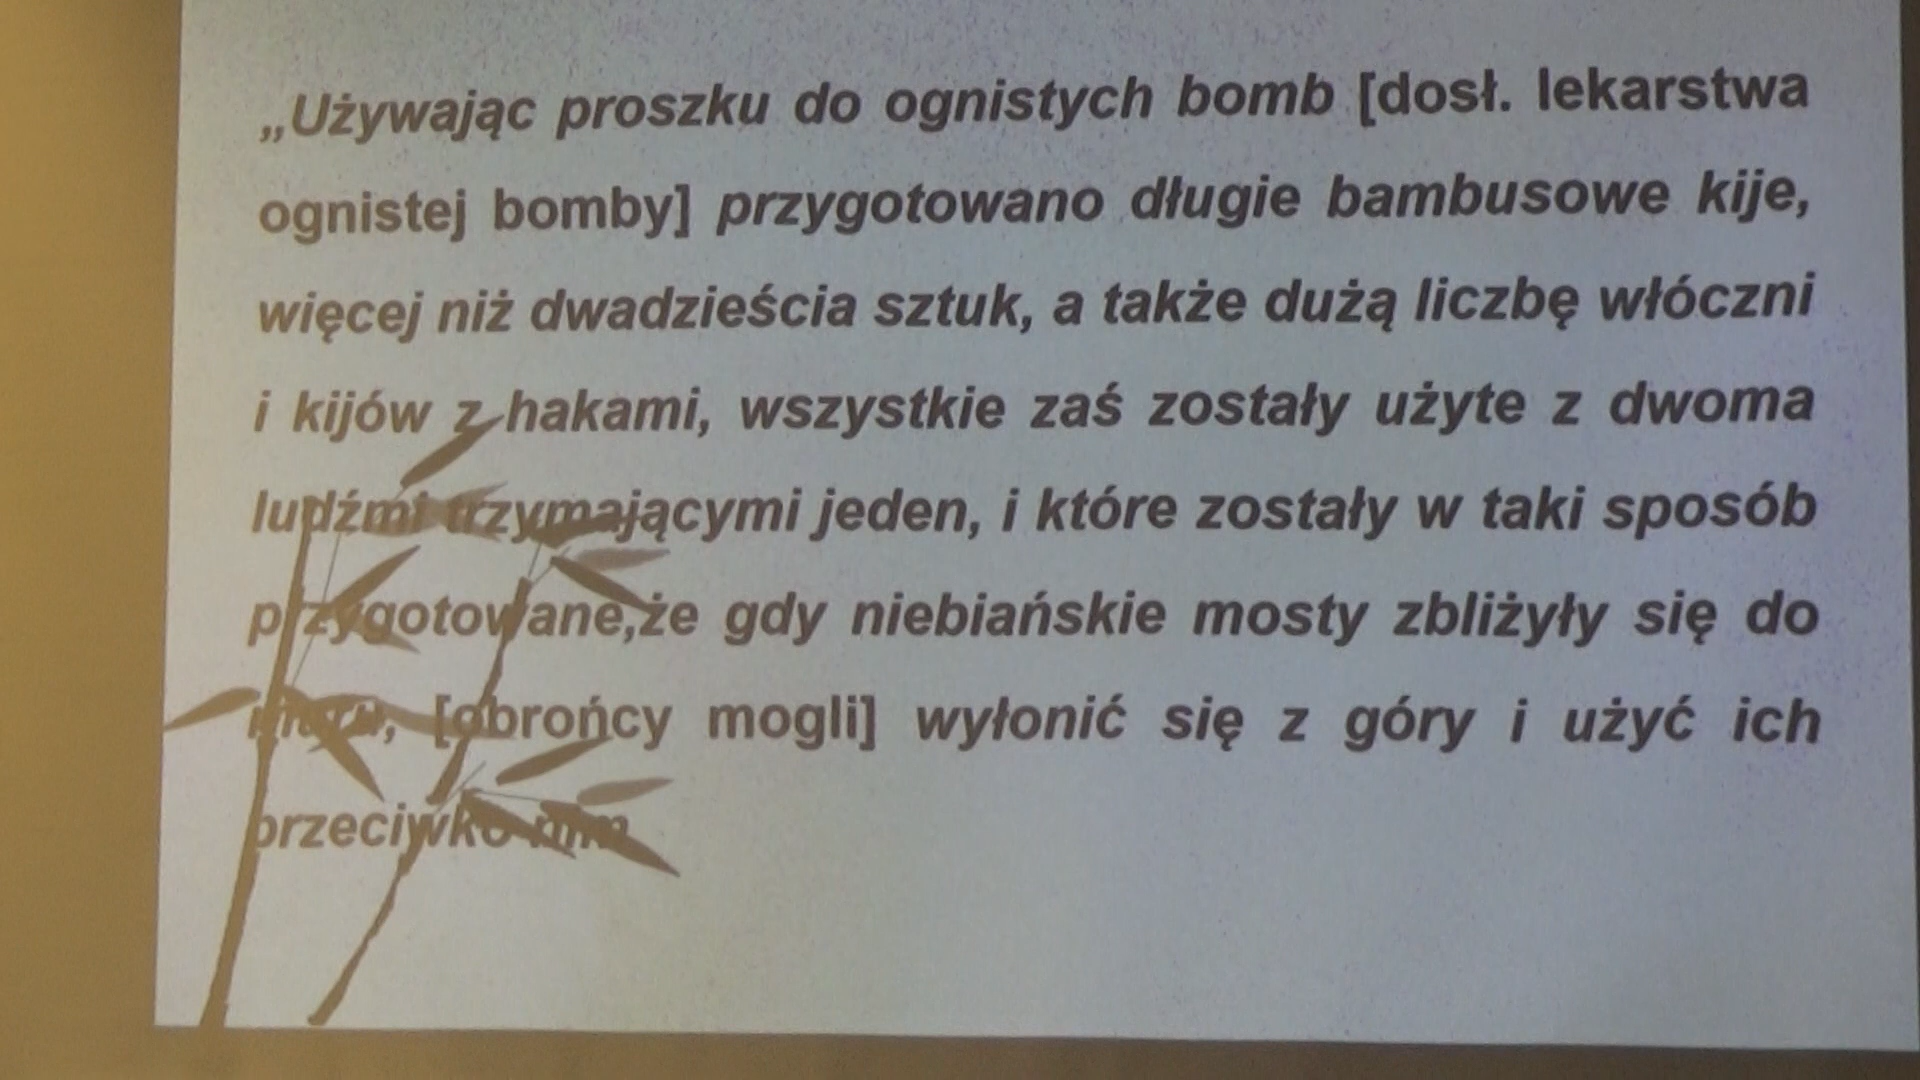 „Używając proszku do ognistych bomb [dosł. lekarstwa
ognistej bomby] przygotowano długie bambusowe kije,
więcej niż dwadzieścia sztuk, a także dużą liczbę włóczni
i kijów z hakami, wszystkie zaś zostały użyte z dwoma
ludźmi trzymającymi jeden, i które zostały w taki sposób
przygotowane,że gdy niebiańskie mosty zbliżyły się do
[obrońcy mogli] wyłonić się z góry i użyć ich
przeciwko nim